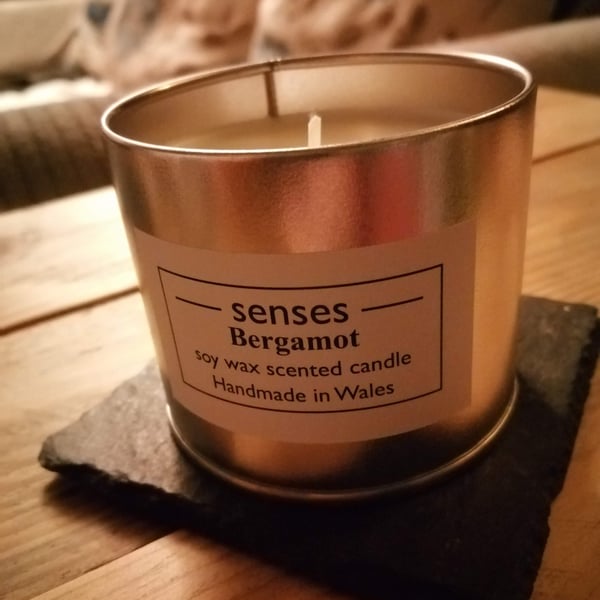 senses
Bergamot
soy wax scented candle
Handmade in Wales